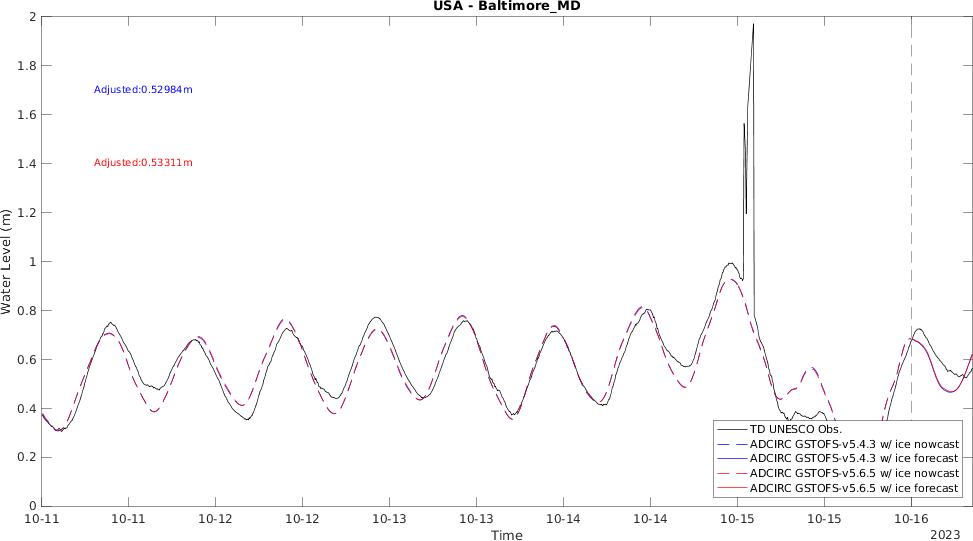 USA - Baltimore_MD
2
1.8
1.6
1.4
1.2
1
0.8
0.6
0.4
0.2
0
Water Level (m)
Adjusted:0.52984m
Adjusted:0.53311m
TD UNESCO Obs.
ADCIRC GSTOFS-v5.4.3 w/ ice nowcast
ADCIRC GSTOFS-v5.4.3 w/ ice forecast
ADCIRC GSTOFS-v5.6.5 w/ ice nowcast
ADCIRC GSTOFS-v5.6.5 w/ ice forecast
10-11 10-11 10-12 10-12 10-13 10-13 10-14 10-14 10-15 10-15 10-16
Time
2023